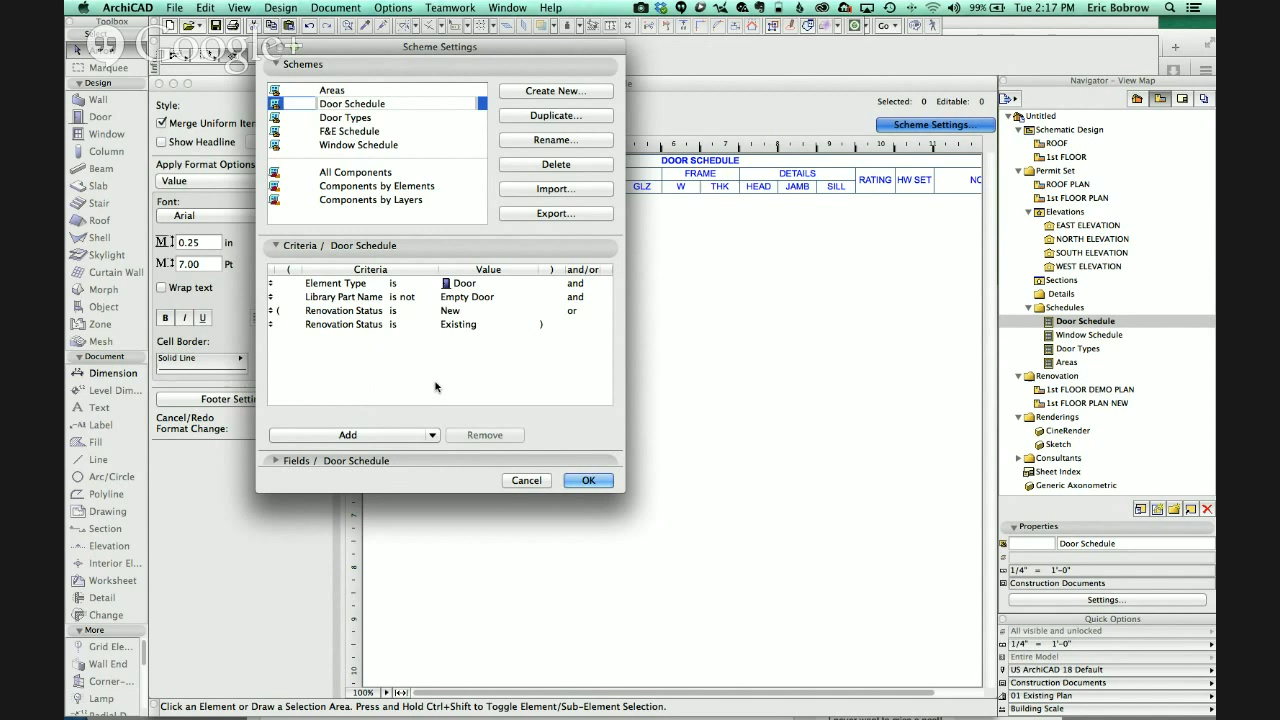 ArchiCAD File Edit View Design Document Options Teamwork Window Help 99% Tue 2:17 PM Eric Bobrow
Toolbox
Google+
Select
Marquee
Design
Wall
Door
Window
Column
Beam
Slab
Stair
Roof
Shell
Skylight
Curtain Wall
Morph
Object
Zone
Mesh
Document
Dimension
Level Dim...
Text
Label
Fill
Line
Arc/Circle
Polyline
Drawing
Section
Elevation
Interior El...
Worksheet
Detail
Change
More
Grid Ele...
Wall End
Corner-...
Lamp
Style:
Merge Uniform Iter
Show Headline
Apply Format Options
Value
Font:
Arial
0.25 in
7.00 Pt
Wrap text
B I U
Cell Border:
Solid Line
Footer Setti
Cancel/Redo
Format Change:
Scheme Settings
Schemes
Areas
Door Schedule
Door Types
F&E Schedule
Window Schedule
All Components
Components by Elements
Components by Layers
Create New...
Duplicate...
Rename...
Delete
Import...
Export...
Criteria / Door Schedule
( Criteria Value ) and/or
Element Type is Door and
Library Part Name is not Empty Door and
( Renovation Status is New or
Renovation Status is Existing )
Add Remove
Fields / Door Schedule
Cancel OK
Selected: 0 Editable: 0
Scheme Settings...
6 7 8 9 10 11
DOOR SCHEDULE
FRAME DETAILS RATING HW SET NO
GLZ W THK HEAD JAMB SILL
7
8
9
10
100%
Click an Element or Draw a Selection Area. Press and Hold Ctrl+Shift to Toggle Element/Sub-Element Selection.
Navigator - View Map
Untitled
Schematic Design
ROOF
1st FLOOR
Permit Set
ROOF PLAN
1st FLOOR PLAN
Elevations
EAST ELEVATION
NORTH ELEVATION
SOUTH ELEVATION
WEST ELEVATION
Sections
Details
Schedules
Door Schedule
Window Schedule
Door Types
Areas
Renovation
1st FLOOR DEMO PLAN
1st FLOOR PLAN NEW
Renderings
CineRender
Sketch
Consultants
Sheet Index
Generic Axonometric
Properties
Door Schedule
1/4" = 1'-0"
Construction Documents
Settings...
Quick Options
All visible and unlocked
1/4" = 1'-0"
Entire Model
US ArchiCAD 18 Default
Construction Documents
01 Existing Plan
Building Scale